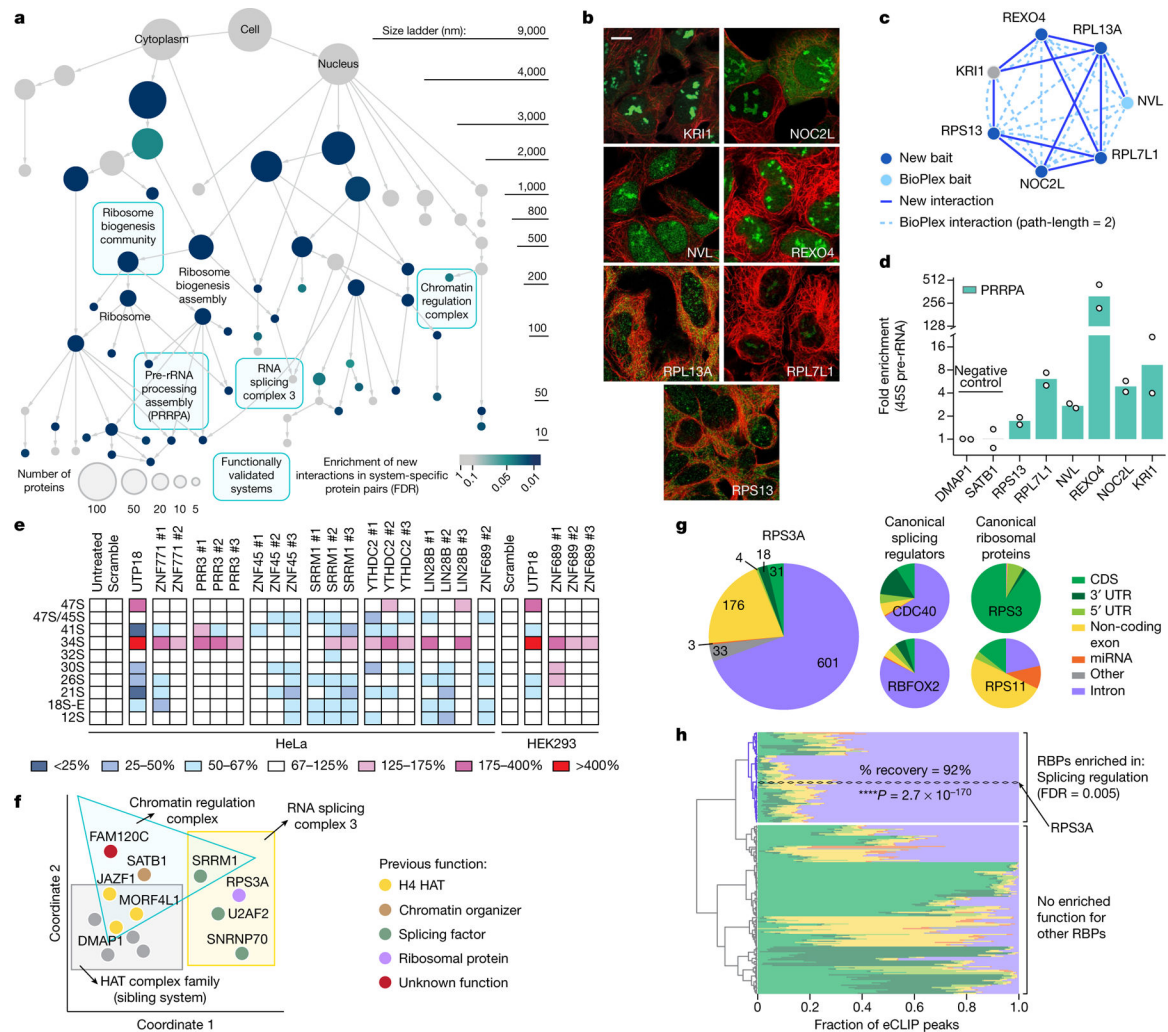 a
Cell
Cytoplasm
Nucleus
Size ladder (nm):
9,000
4,000
3,000
2,000
1,000
800
500
200
100
50
10
Ribosome
biogenesis
community
Ribosome
biogenesis
assembly
Ribosome
Chromatin
regulation
complex
Pre-rRNA
processing
assembly
(PRRPA)
RNA
splicing
complex 3
Number of
proteins
100
50
20
10
5
Functionally
validated
systems
Enrichment of new
interactions in system-specific
protein pairs (FDR)
0.1
0.05
0.01
b
KRI1
NOC2L
NVL
REXO4
RPL13A
RPL7L1
RPS13
c
REXO4
RPL13A
KRI1
NVL
RPS13
RPL7L1
NOC2L
New bait
BioPlex bait
New interaction
BioPlex interaction (path-length = 2)
d
PRRPA
Fold enrichment
(45S pre-rRNA)
512
256
128
16
8
4
2
1
Negative
control
DMAP1
SATB1
RPS13
RPL7L1
NVL
REXO4
NOC2L
KRI1
e
Untreated
Scramble
UTP18
ZNF771 #1
ZNF771 #2
PRR3 #1
PRR3 #2
PRR3 #3
ZNF45 #1
ZNF45 #2
ZNF45 #3
SRRM1 #1
SRRM1 #2
SRRM1 #3
YTHDC2 #1
YTHDC2 #2
YTHDC2 #3
LIN28B #1
LIN28B #2
LIN28B #3
ZNF689 #2
Scramble
UTP18
ZNF689 #1
ZNF689 #2
ZNF689 #3
47S
47S/45S
41S
34S
32S
30S
26S
21S
18S-E
12S
HeLa
HEK293
<25%
25–50%
50–67%
67–125%
125–175%
175–400%
>400%
f
Coordinate 2
Coordinate 1
Chromatin regulation
complex
RNA splicing
complex 3
FAM120C
SATB1
SRRM1
JAZF1
RPS3A
MORF4L1
U2AF2
DMAP1
SNRNP70
HAT complex family
(sibling system)
Previous function:
H4 HAT
Chromatin organizer
Splicing factor
Ribosomal protein
Unknown function
g
RPS3A
4
18
31
176
3
33
601
Canonical
splicing
regulators
CDC40
RBFOX2
Canonical
ribosomal
proteins
RPS3
RPS11
CDS
3′ UTR
5′ UTR
Non-coding
exon
miRNA
Other
Intron
h
% recovery = 92%
****P = 2.7 × 10–170
RBPs enriched in:
Splicing regulation
(FDR = 0.005)
RPS3A
No enriched
function for
other RBPs
0
0.2
0.4
0.6
0.8
1.0
Fraction of eCLIP peaks